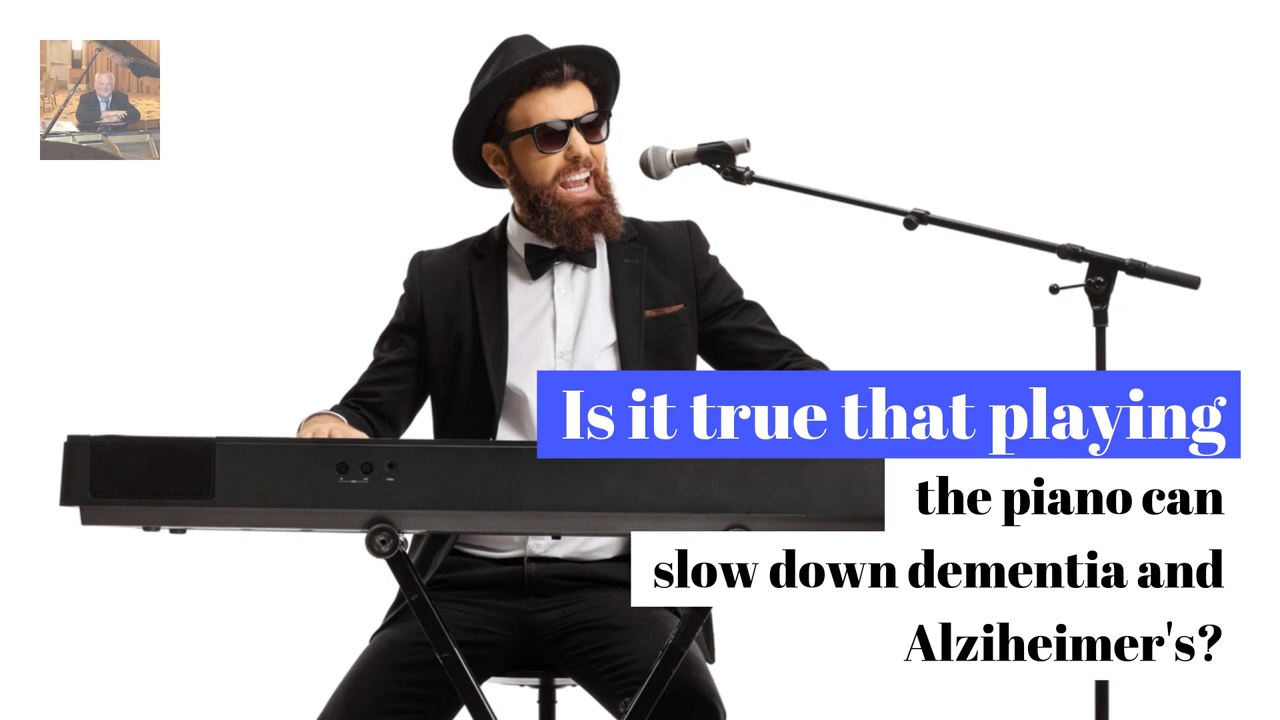 Is it true that playing
the piano can
slow down dementia and
Alziheimer's?